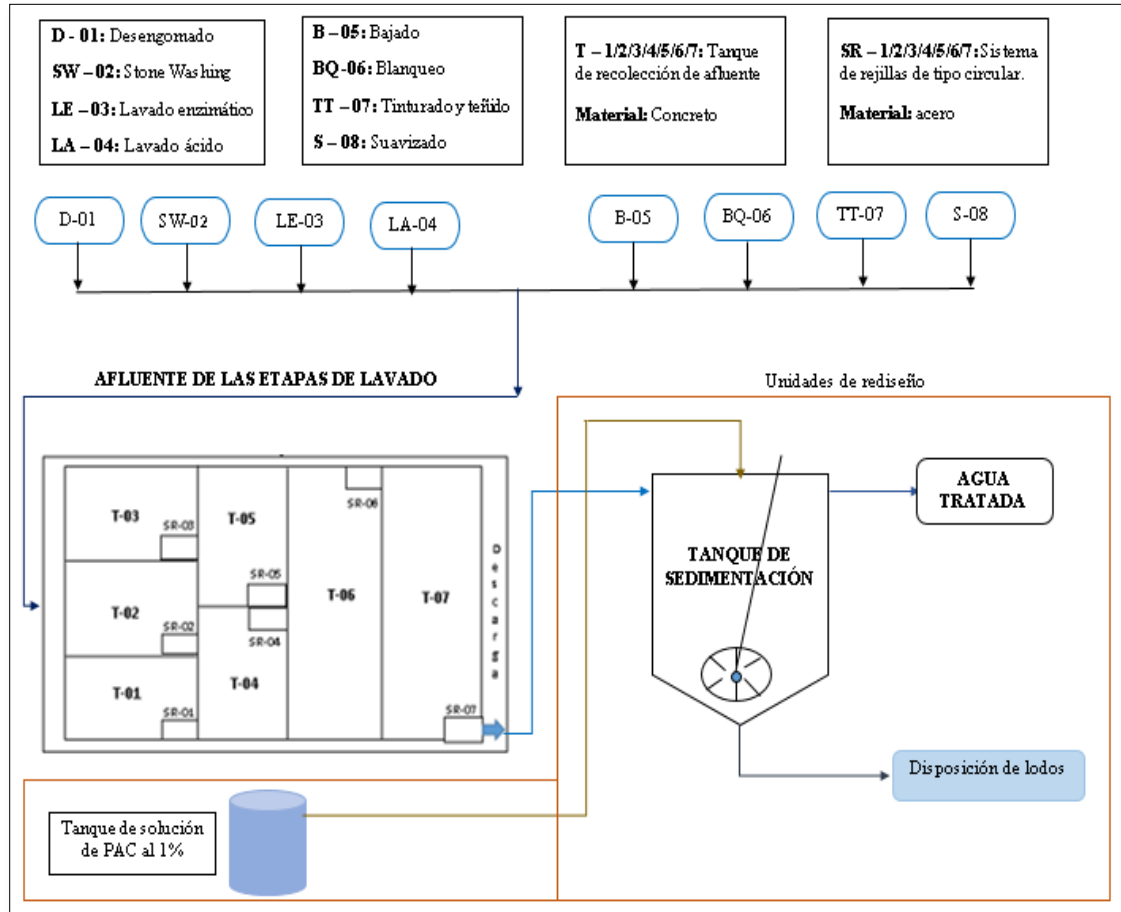 D - 01: Desengomado
SW – 02: Stone Washing
LE – 03: Lavado enzimático
LA – 04: Lavado ácido
B – 05: Bajado
BQ-06: Blanqueo
TT – 07: Tinturado y teñido
S – 08: Suavizado
T – 1/2/3/4/5/6/7: Tanque
de recolección de afluente
Material: Concreto
SR – 1/2/3/4/5/6/7: Sistema
de rejillas de tipo circular.
Material: acero
D-01
SW-02
LE-03
LA-04
B-05
BQ-06
TT-07
S-08
AFLUENTE DE LAS ETAPAS DE LAVADO
Unidades de rediseño
T-03
SR-03
T-05
SR-06
T-02
SR-02
SR-05
SR-04
T-06
T-07
T-01
SR-01
T-04
SR-07
Descarga
TANQUE DE
SEDIMENTACIÓN
AGUA
TRATADA
Disposición de lodos
Tanque de solución
de PAC al 1%